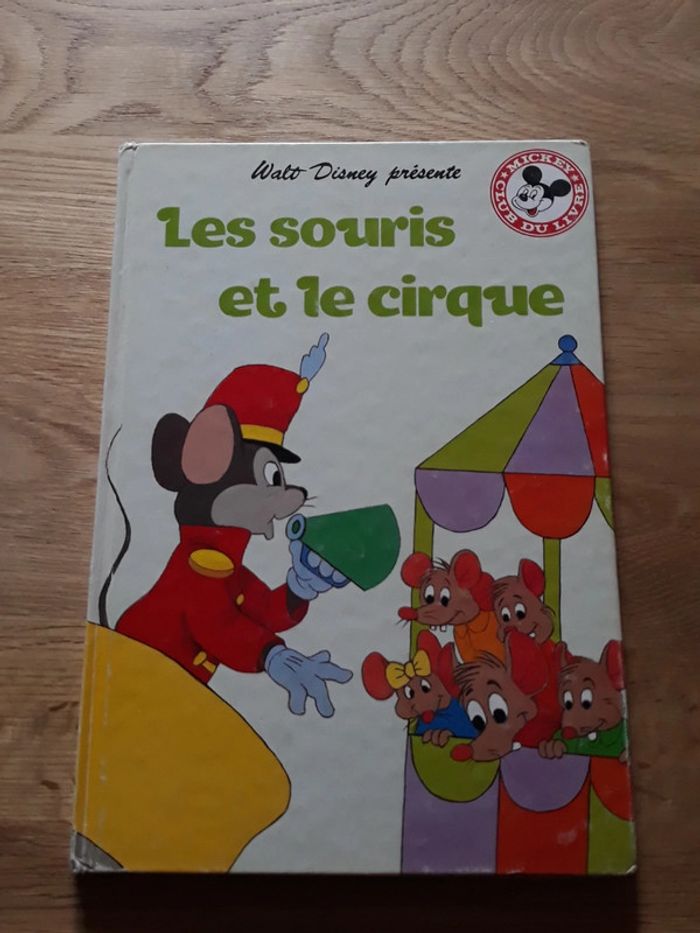 Walt Disney présente
MICKEY
CLUB DU LIVRE
Les souris
et le cirque